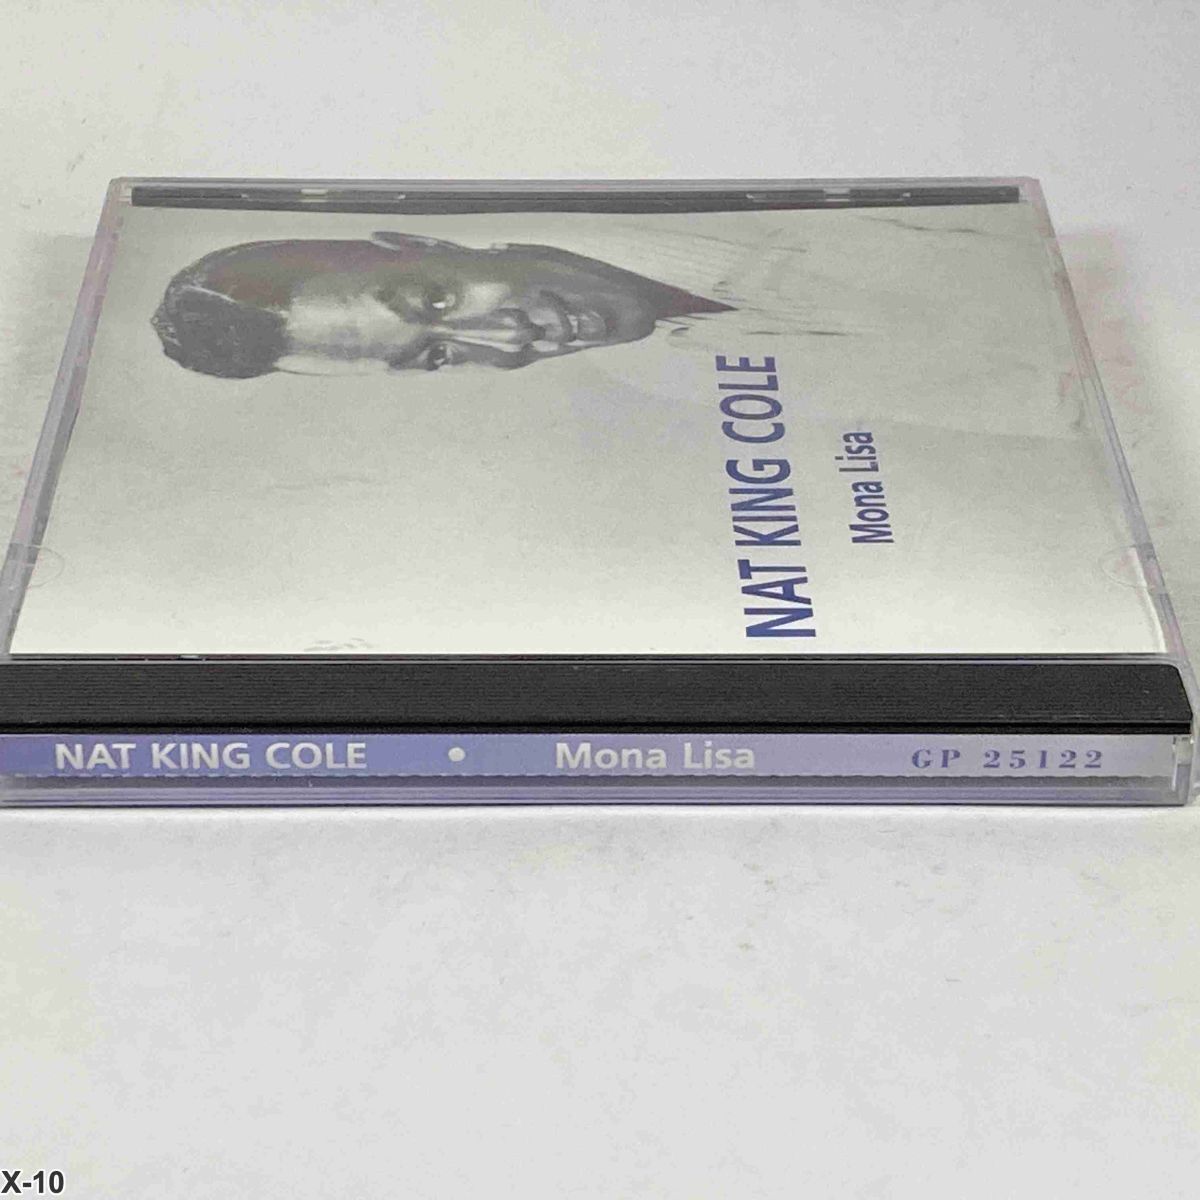 NAT KING COLE
Mona Lisa
NAT KING COLE • Mona Lisa GP 25122
X-10